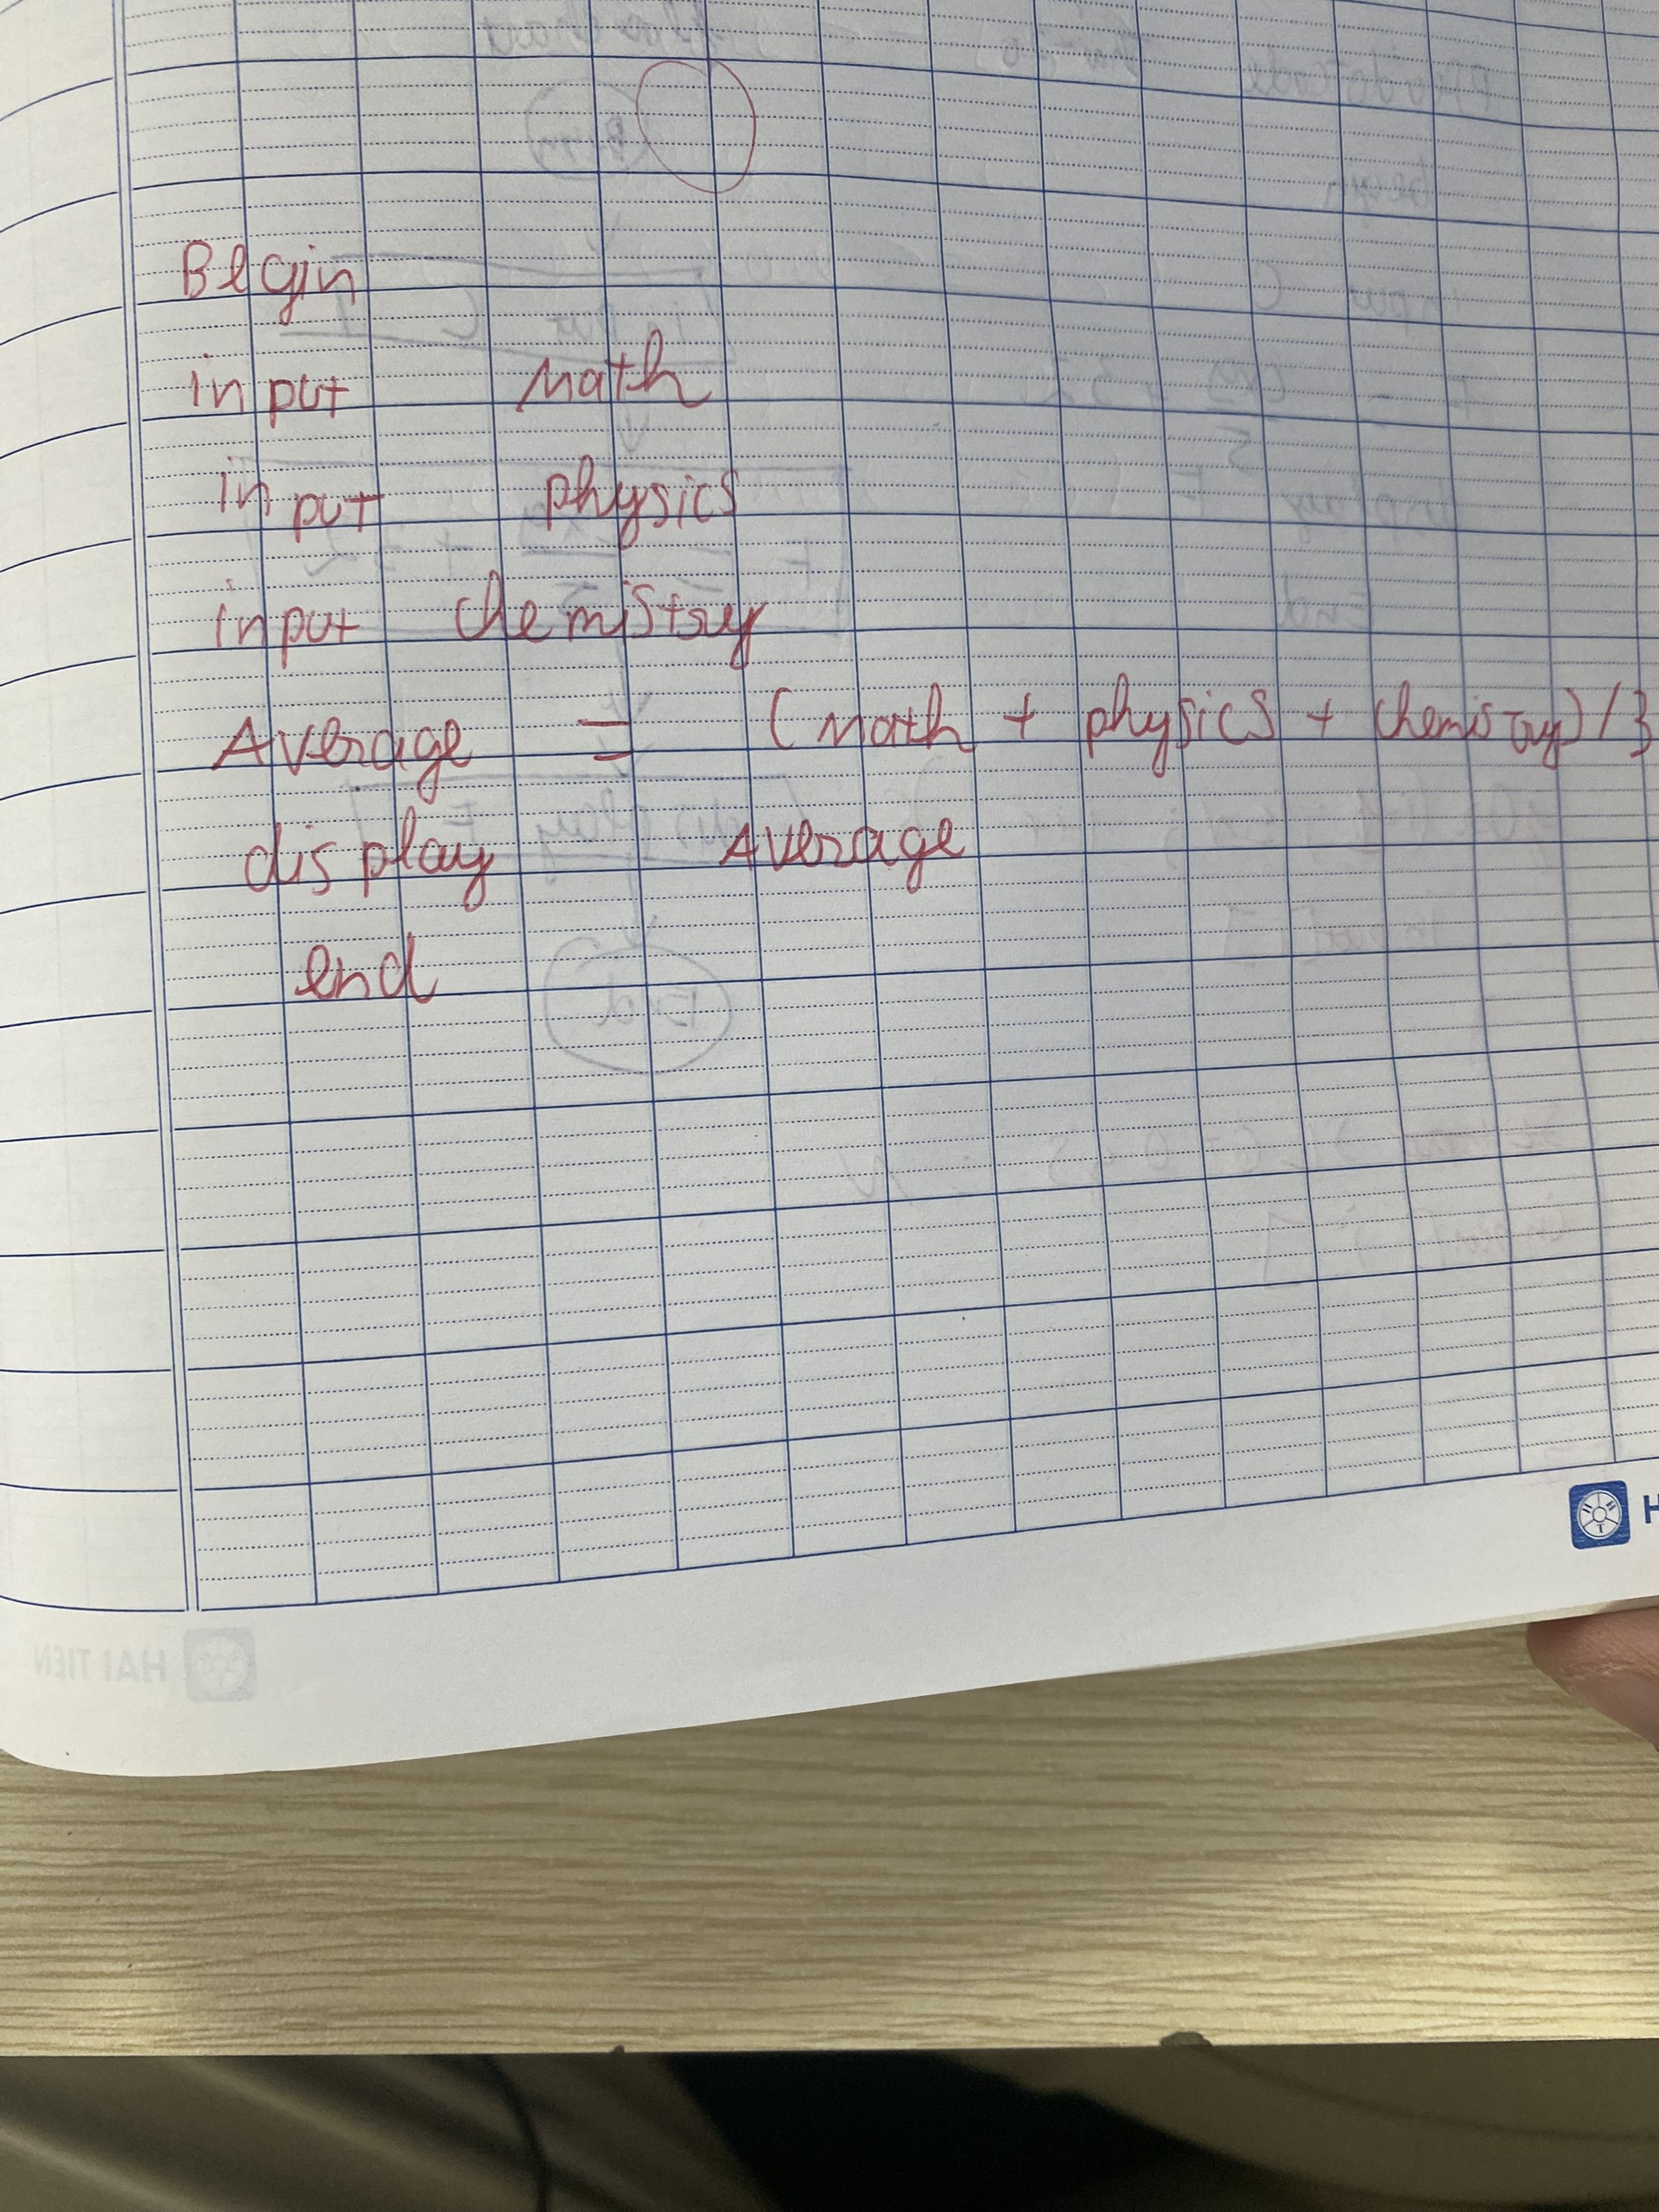 Begin
input Math
input physics
input chemistry
Average = (Math + physics + chemistry) / 3
display Average
end
H
HAI TIEN